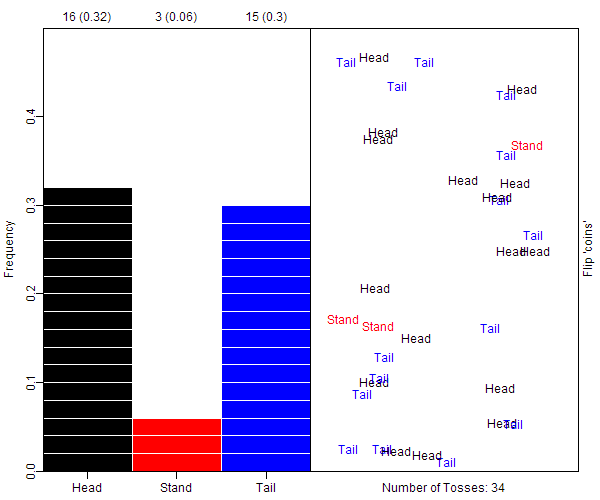 16 (0.32) 3 (0.06) 15 (0.3)
Frequency
0.4
0.3
0.2
0.1
0.0
Head Stand Tail
Tail Head Tail
Tail
Tail Head
Head
Head
Stand
Tail
Head Head
Head
Tail
Tail
Head Head
Head
Stand
Stand Tail
Head
Tail
Tail
Head
Tail Head
Head Tail
Tail Tail Head
Head
Tail
Flip 'coins'
Number of Tosses: 34